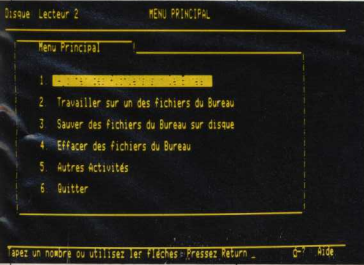 Disque: Lecteur 2 MENU PRINCIPAL
Menu Principal
1.
2. Travailler sur un des fichiers du Bureau
3. Sauver des fichiers du Bureau sur disque
4. Effacer des fichiers du Bureau
5. Autres Activités
6. Quitter
Tapez un nombre ou utilisez les flèches; Pressez Return _ -? Aide